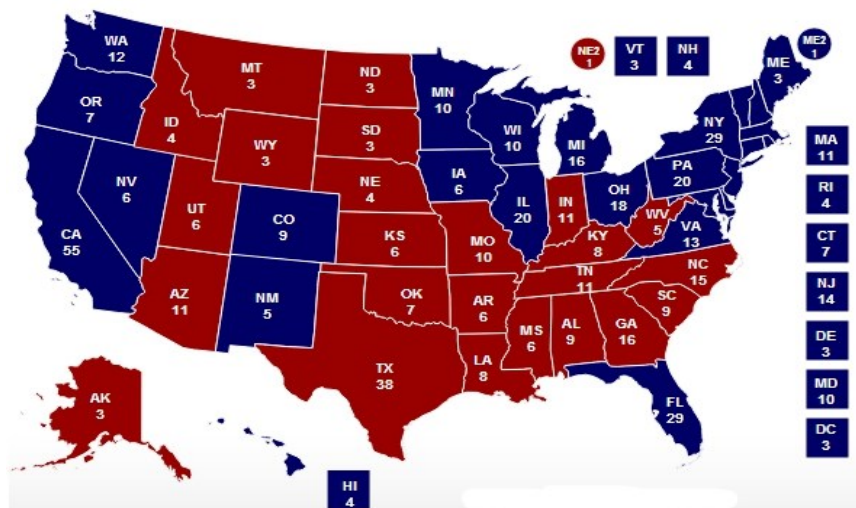 WA
12
OR
7
CA
55
NV
6
ID
4
MT
3
WY
3
UT
6
AZ
11
CO
9
NM
5
ND
3
SD
3
NE
4
KS
6
OK
7
TX
38
MN
10
IA
6
MO
10
AR
6
LA
8
WI
10
IL
20
MI
16
IN
11
OH
18
KY
8
TN
11
MS
6
AL
9
GA
16
FL
29
SC
9
NC
15
VA
13
WV
5
PA
20
NY
29
ME
3
NE2
1
VT
3
NH
4
ME2
1
MA
11
RI
4
CT
7
NJ
14
DE
3
MD
10
DC
3
AK
3
HI
4